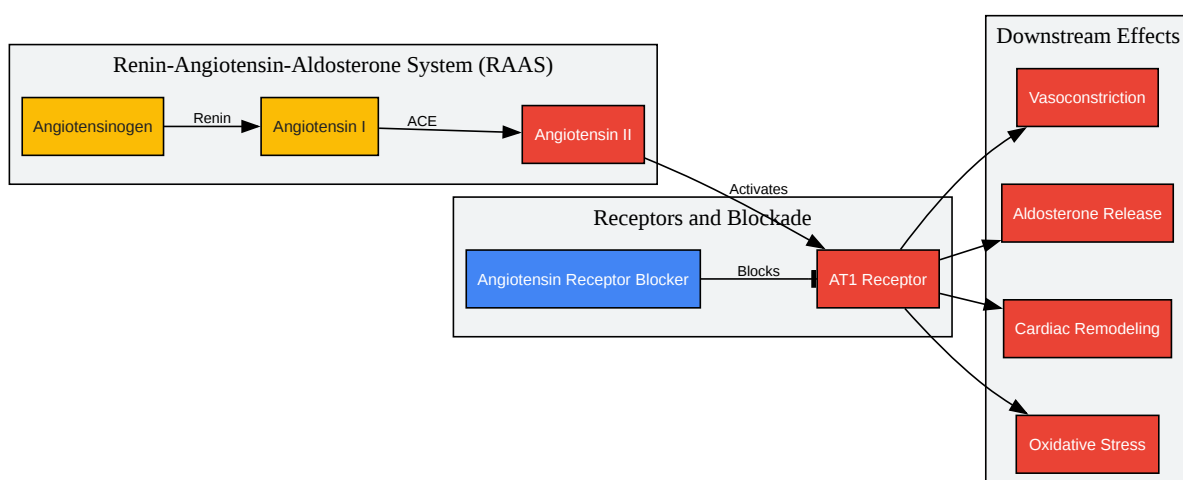 Renin-Angiotensin-Aldosterone System (RAAS)
Angiotensinogen
Renin
Angiotensin I
ACE
Angiotensin II
Activates
Receptors and Blockade
Angiotensin Receptor Blocker
Blocks
AT1 Receptor
Downstream Effects
Vasoconstriction
Aldosterone Release
Cardiac Remodeling
Oxidative Stress